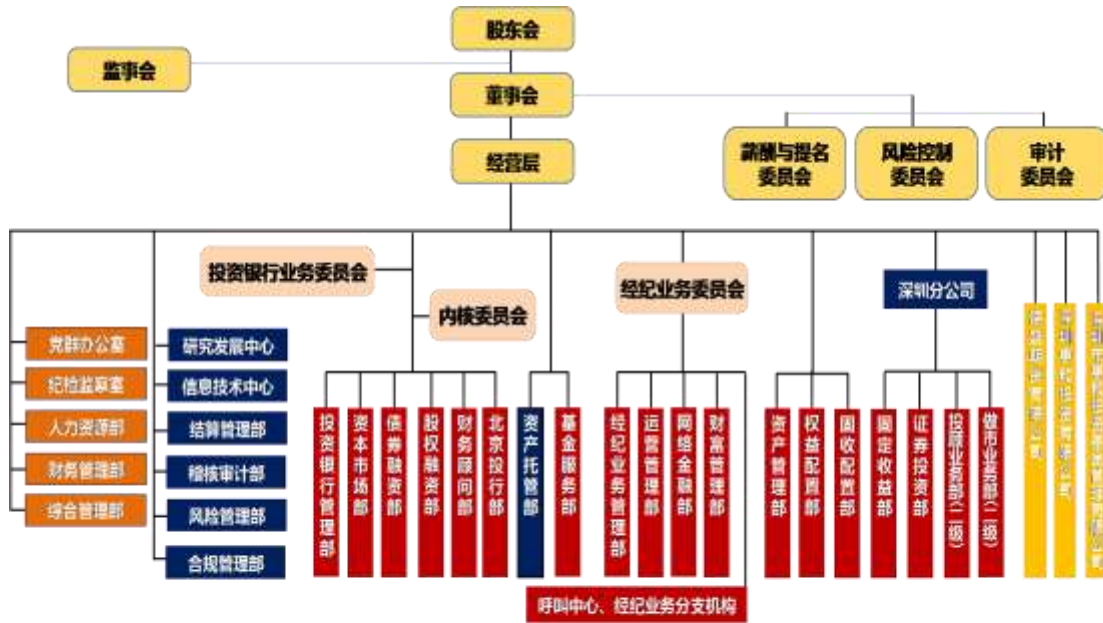 股东会
监事会
董事会
经营层
薪酬与提名
委员会
风险控制
委员会
审计
委员会
投资银行业务委员会
内核委员会
经纪业务委员会
深圳分公司
党群办公室
纪检监察室
人力资源部
财务管理部
综合管理部
研究发展中心
信息技术中心
结算管理部
稽核审计部
风险管理部
合规管理部
投资银行管理部
资本市场部
债券融资部
股权融资部
财务顾问部
北京投行部
资产托管部
基金服务部
经纪业务管理部
运营管理部
网络金融部
财富管理部
呼叫中心、经纪业务分支机构
资产管理部
权益配置部
固收配置部
固定收益部
证券投资部
投顾业务部(二级)
做市业务部(二级)